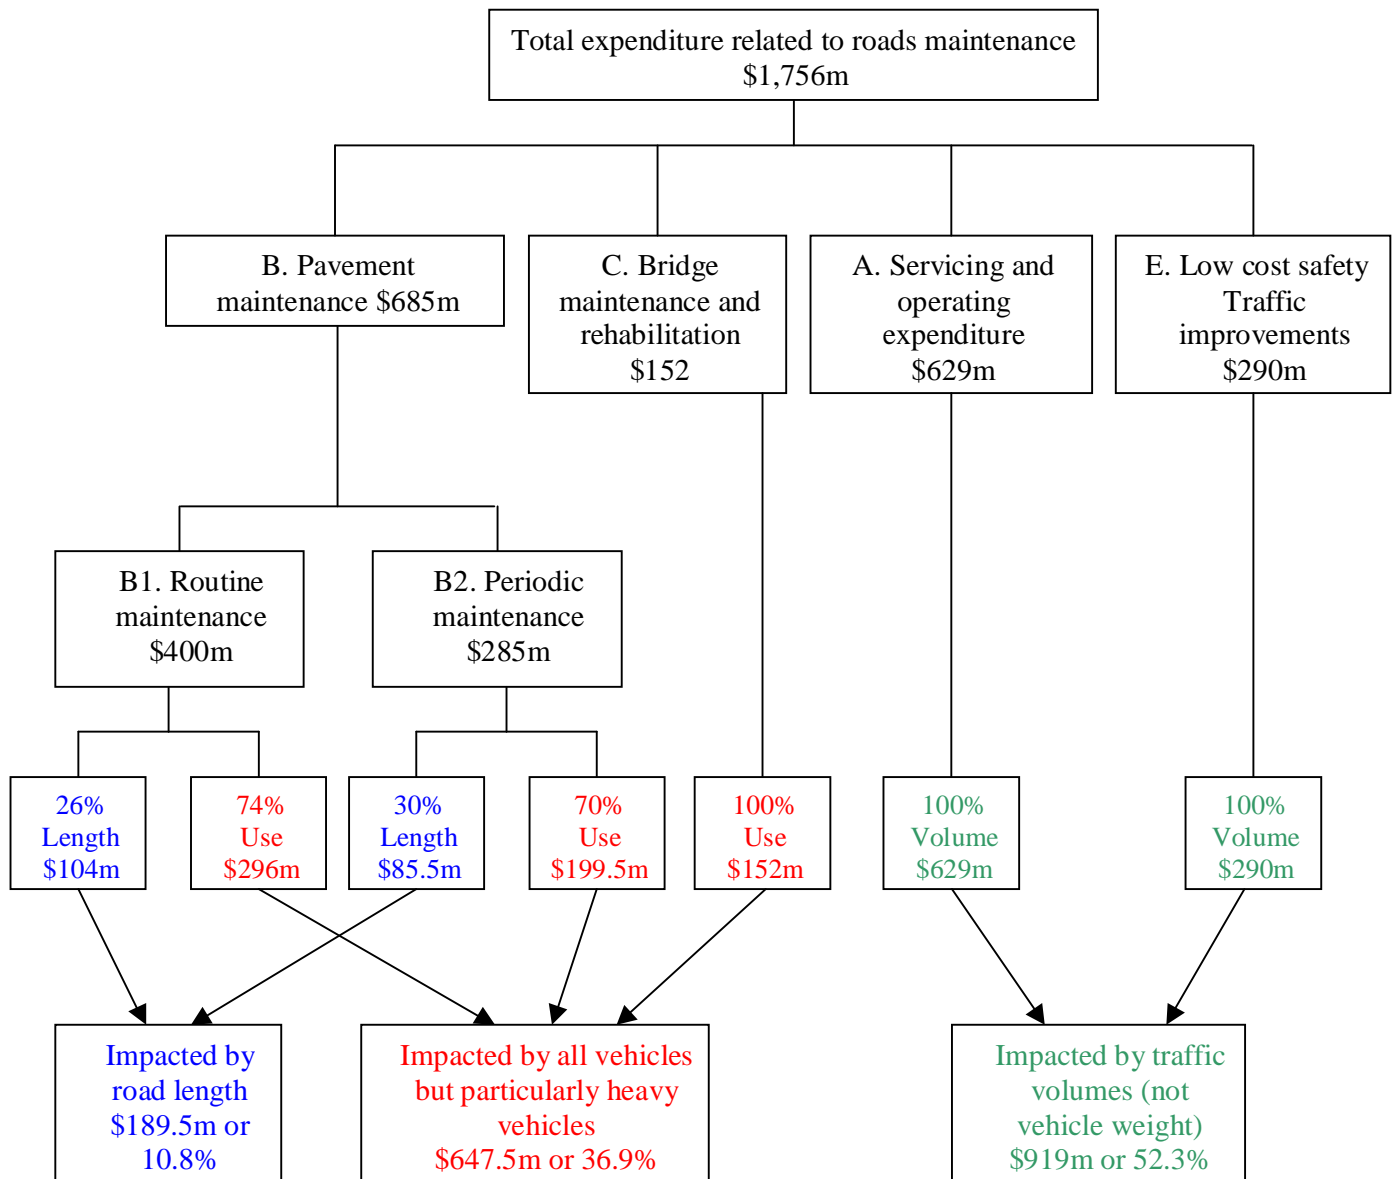 Total expenditure related to roads maintenance
$1,756m
B. Pavement
maintenance $685m
C. Bridge
maintenance and
rehabilitation
$152
A. Servicing and
operating
expenditure
$629m
E. Low cost safety
Traffic
improvements
$290m
B1. Routine
maintenance
$400m
B2. Periodic
maintenance
$285m
26%
Length
$104m
74%
Use
$296m
30%
Length
$85.5m
70%
Use
$199.5m
100%
Use
$152m
100%
Volume
$629m
100%
Volume
$290m
Impacted by
road length
$189.5m or
10.8%
Impacted by all vehicles
but particularly heavy
vehicles
$647.5m or 36.9%
Impacted by traffic
volumes (not
vehicle weight)
$919m or 52.3%